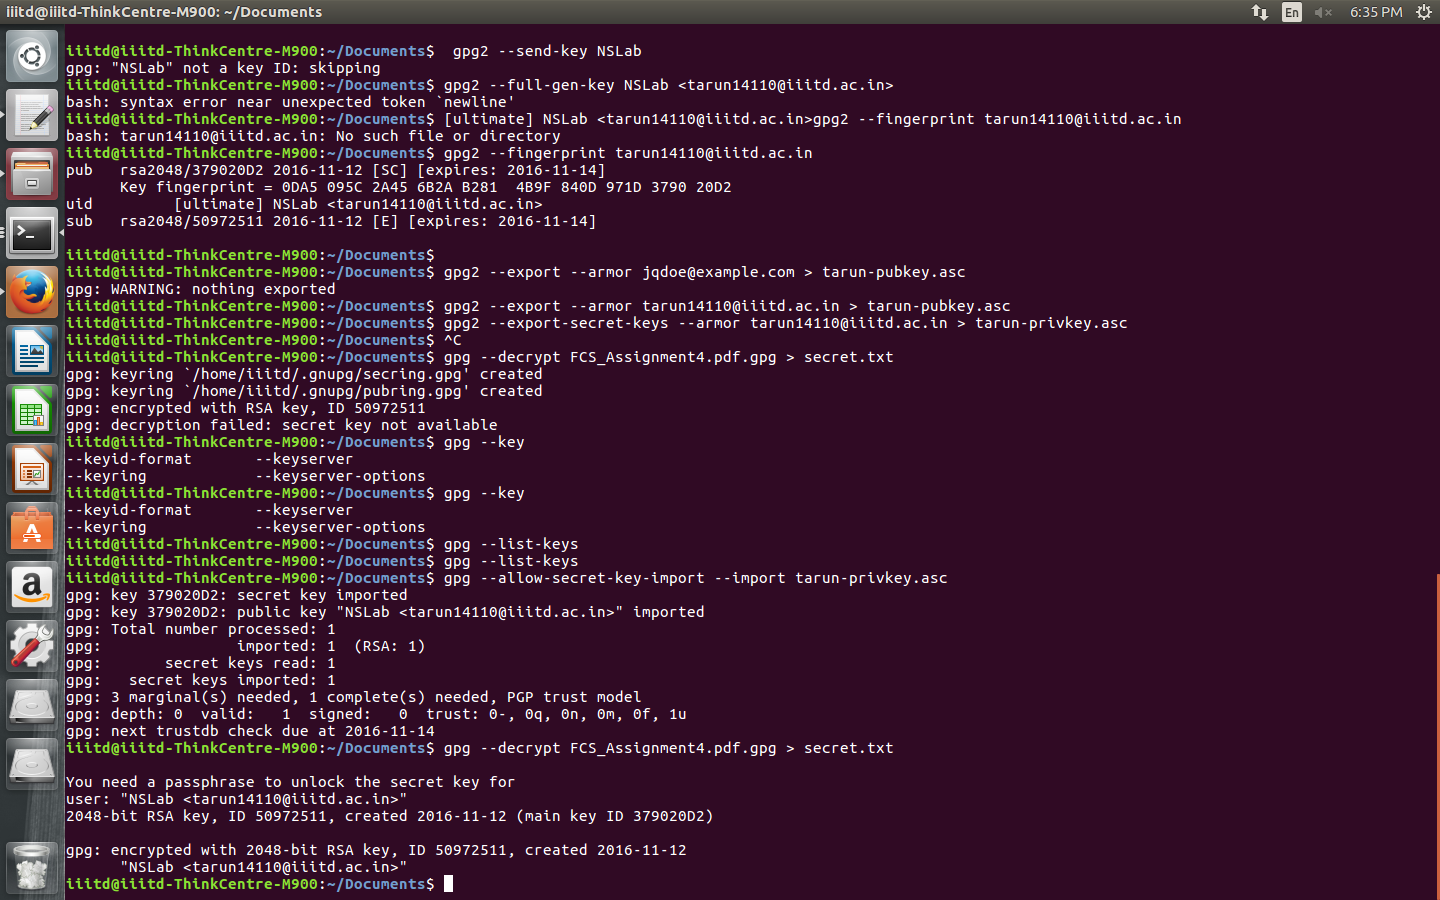 iiitd@iiitd-ThinkCentre-M900: ~/Documents
En
6:35 PM
iiitd@iiitd-ThinkCentre-M900:~/Documents$  gpg2 --send-key NSLab
gpg: "NSLab" not a key ID: skipping
iiitd@iiitd-ThinkCentre-M900:~/Documents$ gpg2 --full-gen-key NSLab <tarun14110@iiitd.ac.in>
bash: syntax error near unexpected token `newline'
iiitd@iiitd-ThinkCentre-M900:~/Documents$ [ultimate] NSLab <tarun14110@iiitd.ac.in>gpg2 --fingerprint tarun14110@iiitd.ac.in
bash: tarun14110@iiitd.ac.in: No such file or directory
iiitd@iiitd-ThinkCentre-M900:~/Documents$ gpg2 --fingerprint tarun14110@iiitd.ac.in
pub   rsa2048/379020D2 2016-11-12 [SC] [expires: 2016-11-14]
      Key fingerprint = 0DA5 095C 2A45 6B2A B281  4B9F 840D 971D 3790 20D2
uid         [ultimate] NSLab <tarun14110@iiitd.ac.in>
sub   rsa2048/50972511 2016-11-12 [E] [expires: 2016-11-14]
iiitd@iiitd-ThinkCentre-M900:~/Documents$
iiitd@iiitd-ThinkCentre-M900:~/Documents$ gpg2 --export --armor jqdoe@example.com > tarun-pubkey.asc
gpg: WARNING: nothing exported
iiitd@iiitd-ThinkCentre-M900:~/Documents$ gpg2 --export --armor tarun14110@iiitd.ac.in > tarun-pubkey.asc
iiitd@iiitd-ThinkCentre-M900:~/Documents$ gpg2 --export-secret-keys --armor tarun14110@iiitd.ac.in > tarun-privkey.asc
iiitd@iiitd-ThinkCentre-M900:~/Documents$ ^C
iiitd@iiitd-ThinkCentre-M900:~/Documents$ gpg --decrypt FCS_Assignment4.pdf.gpg > secret.txt
gpg: keyring `/home/iiitd/.gnupg/secring.gpg' created
gpg: keyring `/home/iiitd/.gnupg/pubring.gpg' created
gpg: encrypted with RSA key, ID 50972511
gpg: decryption failed: secret key not available
iiitd@iiitd-ThinkCentre-M900:~/Documents$ gpg --key
--keyid-format       --keyserver
--keyring            --keyserver-options
iiitd@iiitd-ThinkCentre-M900:~/Documents$ gpg --key
--keyid-format       --keyserver
--keyring            --keyserver-options
iiitd@iiitd-ThinkCentre-M900:~/Documents$ gpg --list-keys
iiitd@iiitd-ThinkCentre-M900:~/Documents$ gpg --list-keys
iiitd@iiitd-ThinkCentre-M900:~/Documents$ gpg --allow-secret-key-import --import tarun-privkey.asc
gpg: key 379020D2: secret key imported
gpg: key 379020D2: public key "NSLab <tarun14110@iiitd.ac.in>" imported
gpg: Total number processed: 1
gpg:               imported: 1  (RSA: 1)
gpg:       secret keys read: 1
gpg:   secret keys imported: 1
gpg: 3 marginal(s) needed, 1 complete(s) needed, PGP trust model
gpg: depth: 0  valid:   1  signed:   0  trust: 0-, 0q, 0n, 0m, 0f, 1u
gpg: next trustdb check due at 2016-11-14
iiitd@iiitd-ThinkCentre-M900:~/Documents$ gpg --decrypt FCS_Assignment4.pdf.gpg > secret.txt
You need a passphrase to unlock the secret key for
user: "NSLab <tarun14110@iiitd.ac.in>"
2048-bit RSA key, ID 50972511, created 2016-11-12 (main key ID 379020D2)
gpg: encrypted with 2048-bit RSA key, ID 50972511, created 2016-11-12
      "NSLab <tarun14110@iiitd.ac.in>"
iiitd@iiitd-ThinkCentre-M900:~/Documents$